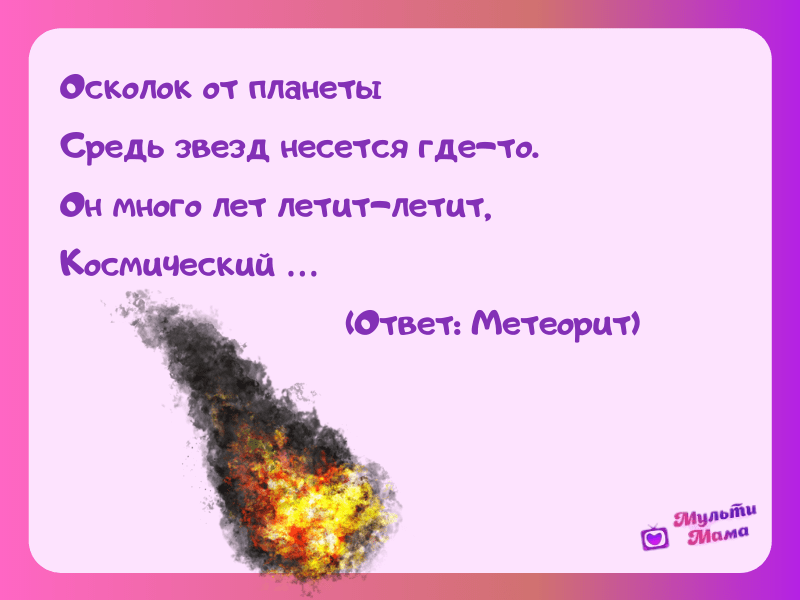 Осколок от планеты
Средь звезд несется где-то.
Он много лет летит-летит,
Космический ...
(Ответ: Метеорит)
Мульти
Мама